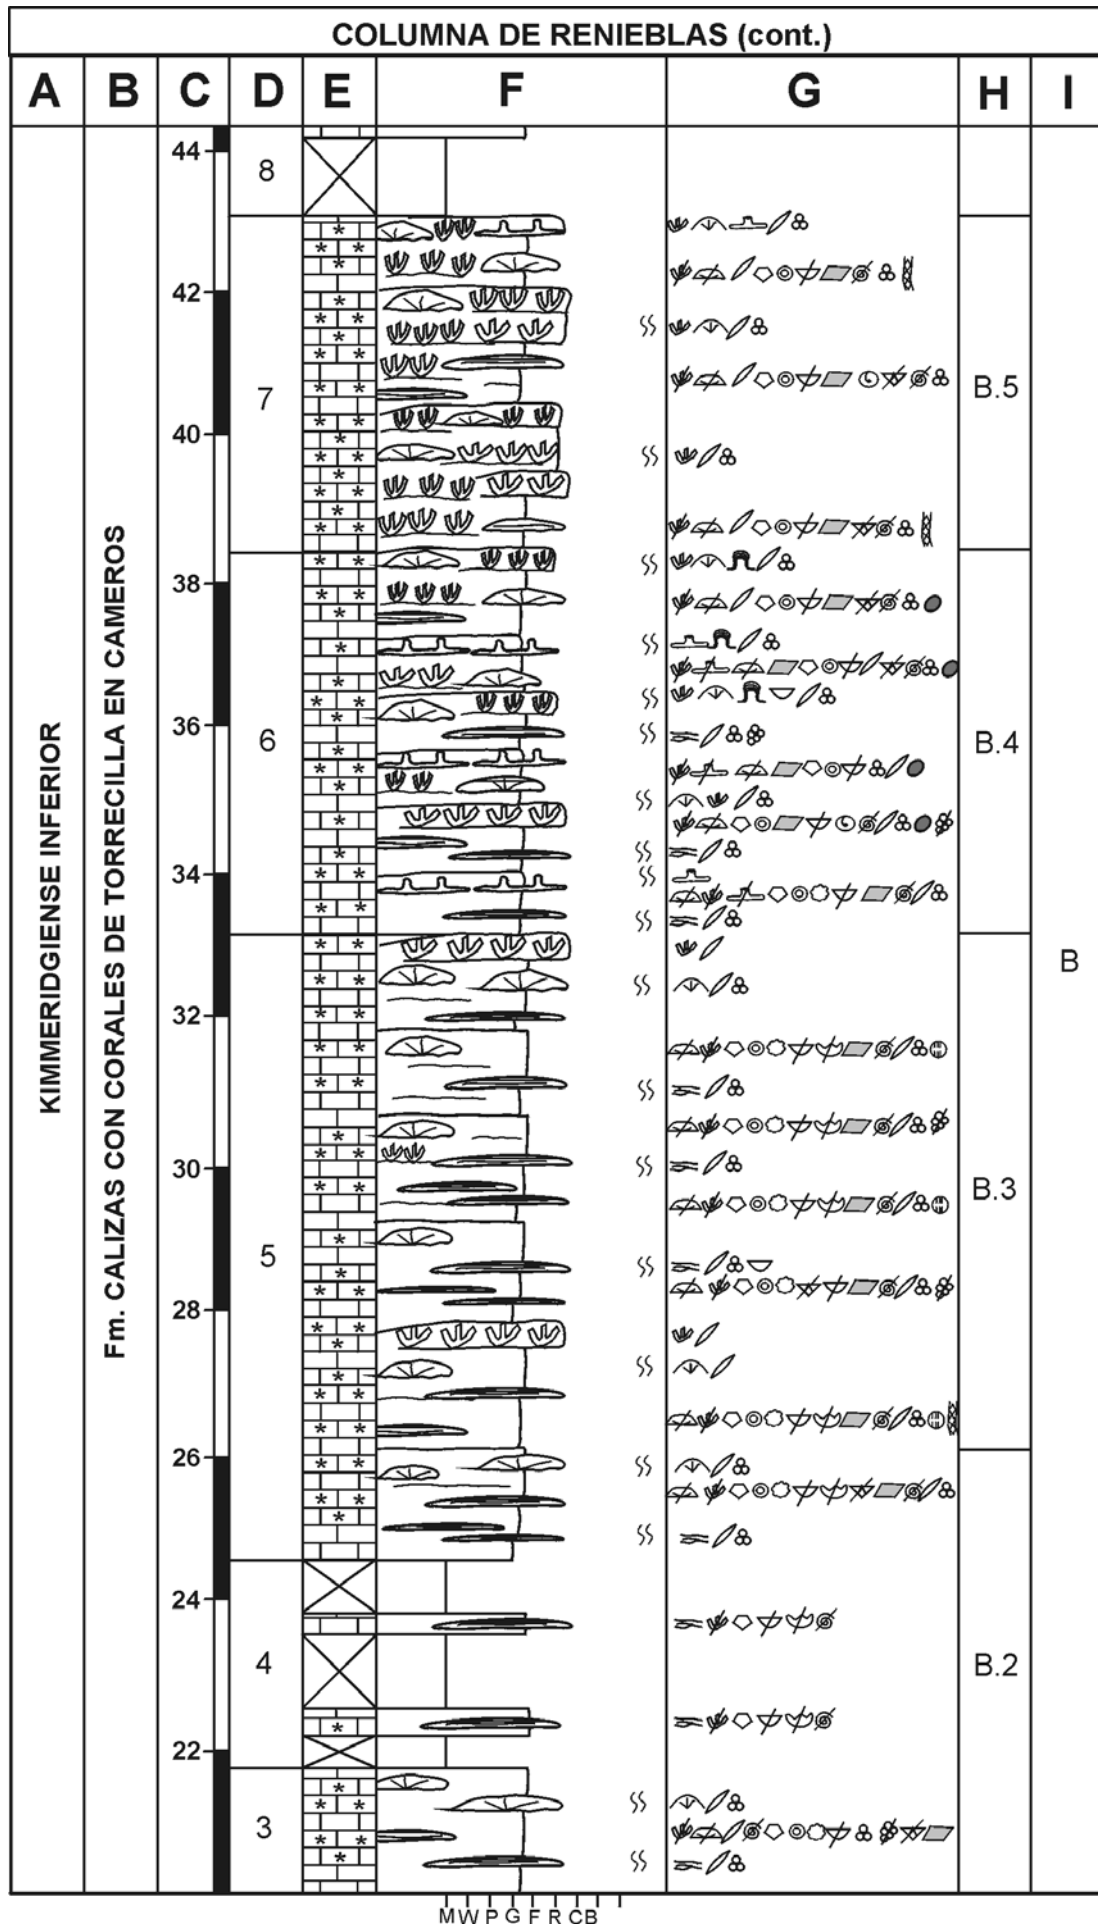 COLUMNA DE RENIEBLAS (cont.)
A B C D E F G H I
44
8
42
7
B.5
40
38
36
6
B.4
34
B
32
30
B.3
5
28
26
24
4
B.2
22
3
KIMMERIDGIENSE INFERIOR
Fm. CALIZAS CON CORALES DE TORRECILLA EN CAMEROS
M W P G F R C B